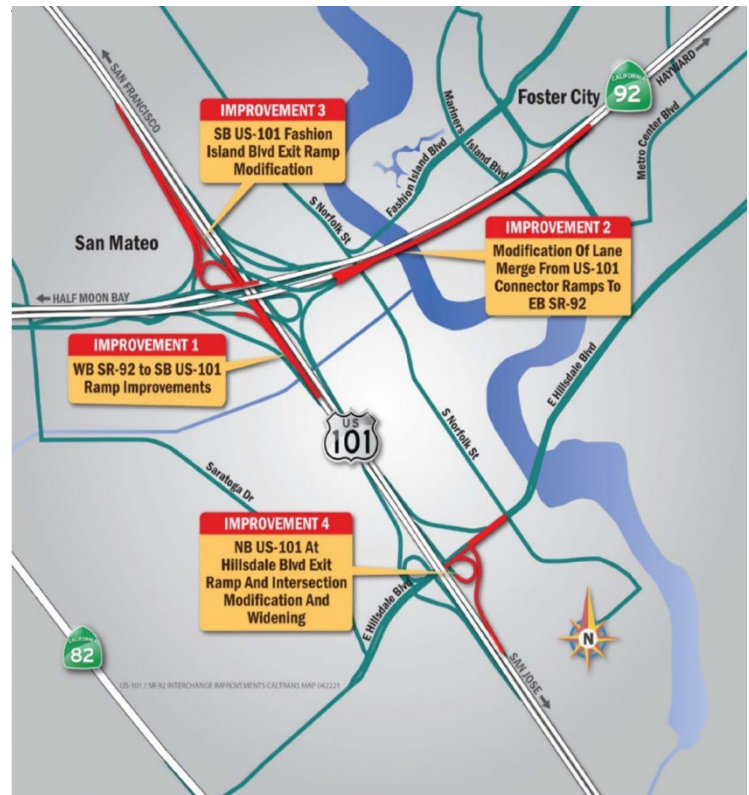 SAN FRANCISCO
IMPROVEMENT 3
SB US-101 Fashion
Island Blvd Exit Ramp
Modification
San Mateo
HALF MOON BAY
IMPROVEMENT 1
WB SR-92 to SB US-101
Ramp Improvements
S Norfolk St
Fashion Island Blvd
Mariners Island Blvd
Foster City
CALIFORNIA
92
HAYWARD
Metro Center Blvd
IMPROVEMENT 2
Modification Of Lane
Merge From US-101
Connector Ramps To
EB SR-92
E Hillsdale Blvd
US
101
S Norfolk St
Saratoga Dr
IMPROVEMENT 4
NB US-101 At
Hillsdale Blvd Exit
Ramp And Intersection
Modification And
Widening
E Hillsdale Blvd
N
CALIFORNIA
82
SAN JOSE
US-101 / SR-92 INTERCHANGE IMPROVEMENTS CALTRANS MAP (4222)